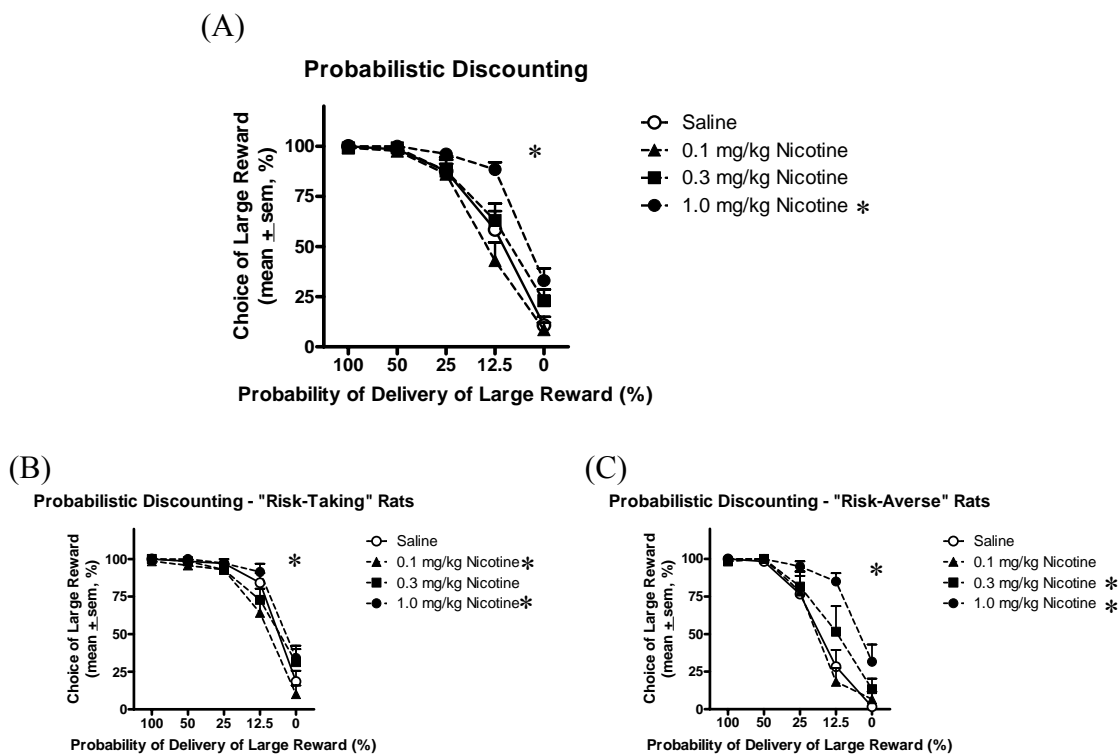 (A)
Probabilistic Discounting
Choice of Large Reward
(mean ± sem, %)
100
75
50
25
0
100 50 25 12.5 0
Probability of Delivery of Large Reward (%)
*
Saline
0.1 mg/kg Nicotine
0.3 mg/kg Nicotine
1.0 mg/kg Nicotine *
(B)
Probabilistic Discounting - "Risk-Taking" Rats
Choice of Large Reward
(mean ± sem, %)
100
75
50
25
0
100 50 25 12.5 0
Probability of Delivery of Large Reward (%)
*
Saline
0.1 mg/kg Nicotine*
0.3 mg/kg Nicotine
1.0 mg/kg Nicotine*
(C)
Probabilistic Discounting - "Risk-Averse" Rats
Choice of Large Reward
(mean ± sem, %)
100
75
50
25
0
100 50 25 12.5 0
Probability of Delivery of Large Reward (%)
*
Saline
0.1 mg/kg Nicotine
0.3 mg/kg Nicotine *
1.0 mg/kg Nicotine *